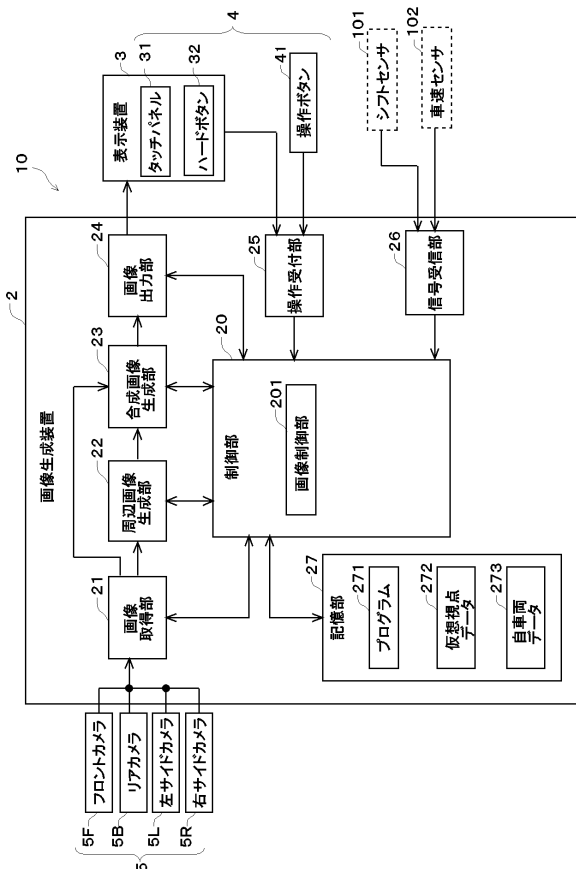 10
2
画像生成装置
5
5F
フロントカメラ
5B
リアカメラ
5L
左サイドカメラ
5R
右サイドカメラ
21
画像
取得部
22
周辺画像
生成部
23
合成画像
生成部
24
画像
出力部
3
表示装置
31
タッチパネル
32
ハードボタン
4
41
操作ボタン
20
制御部
201
画像制御部
25
操作受付部
26
信号受信部
101
シフトセンサ
102
車速センサ
27
記憶部
271
プログラム
272
仮想視点
データ
273
自車両
データ